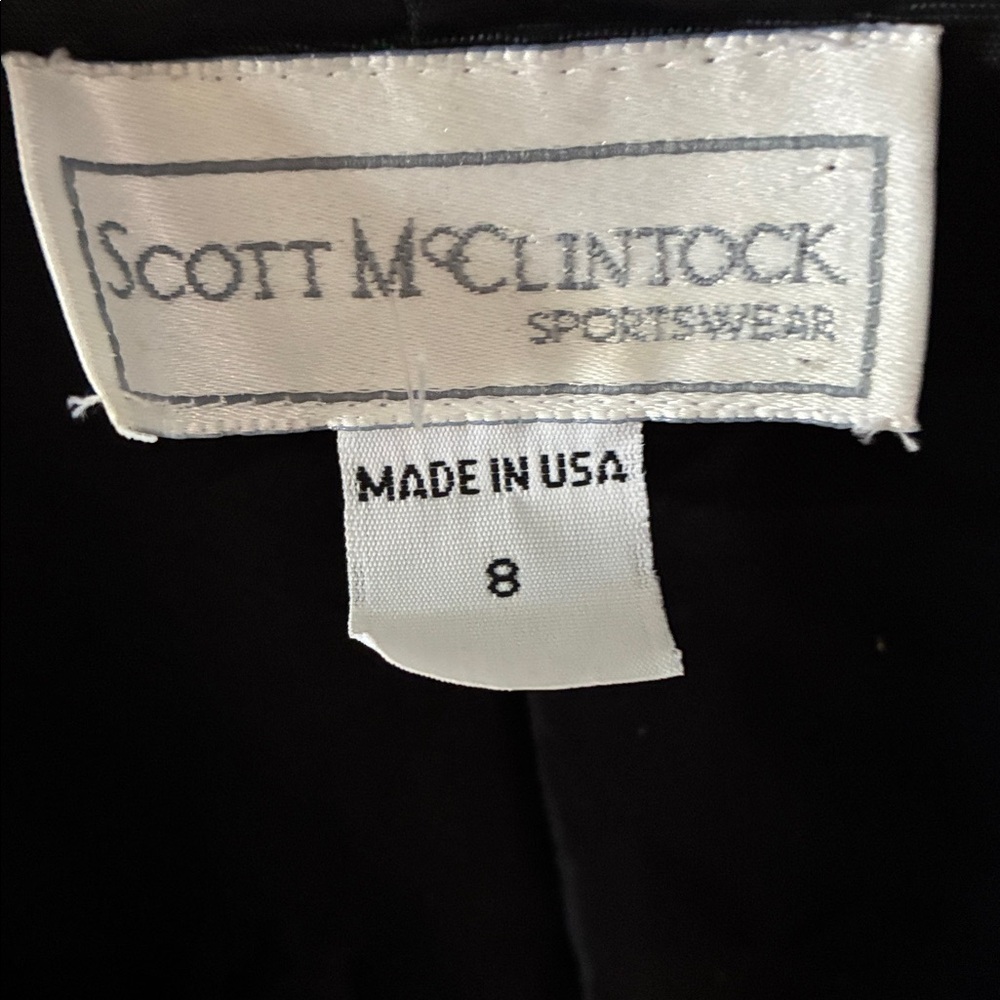 SCOTT McCLINTOCK
SPORTSWEAR
MADE IN USA
8